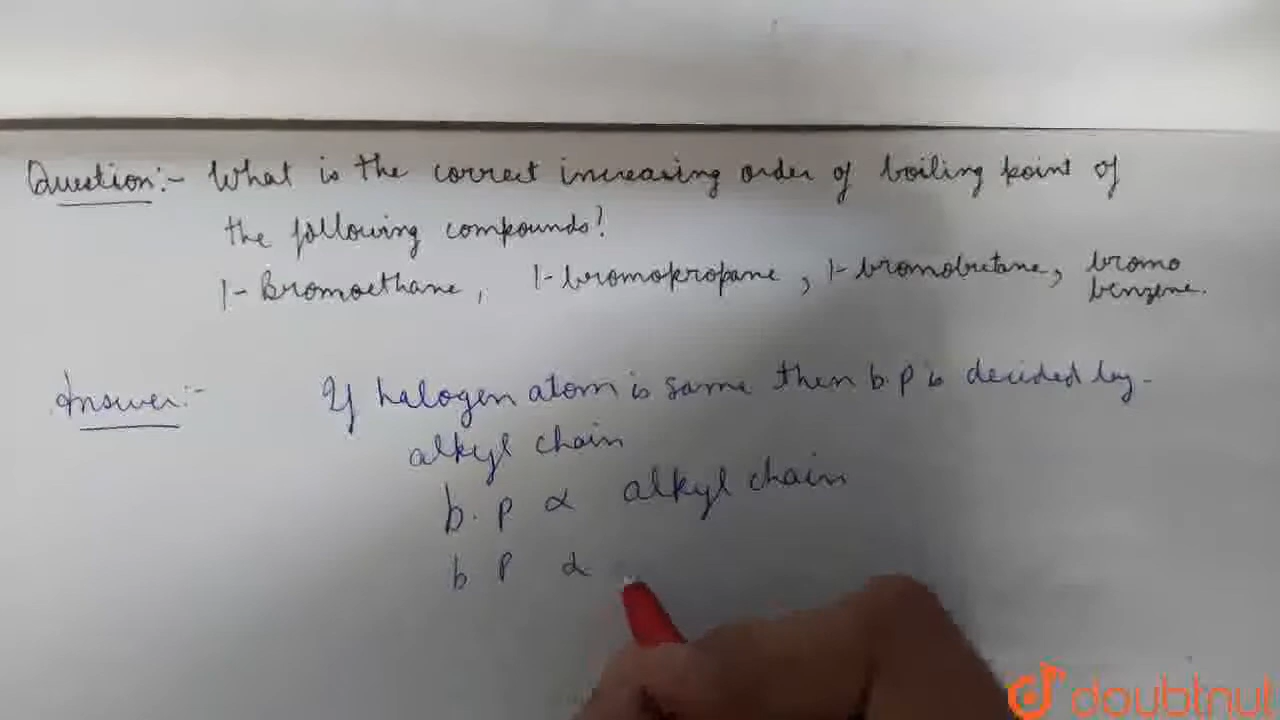 Question:- What is the correct increasing order of boiling point of
the following compounds?
1-Bromoethane, 1-bromopropane, 1-bromobutane, bromo
benzene.
Answer:- If halogen atom is same then b.p is decided by-
alkyl chain
b.p ∝ alkyl chain
b p ∝
doubtnut